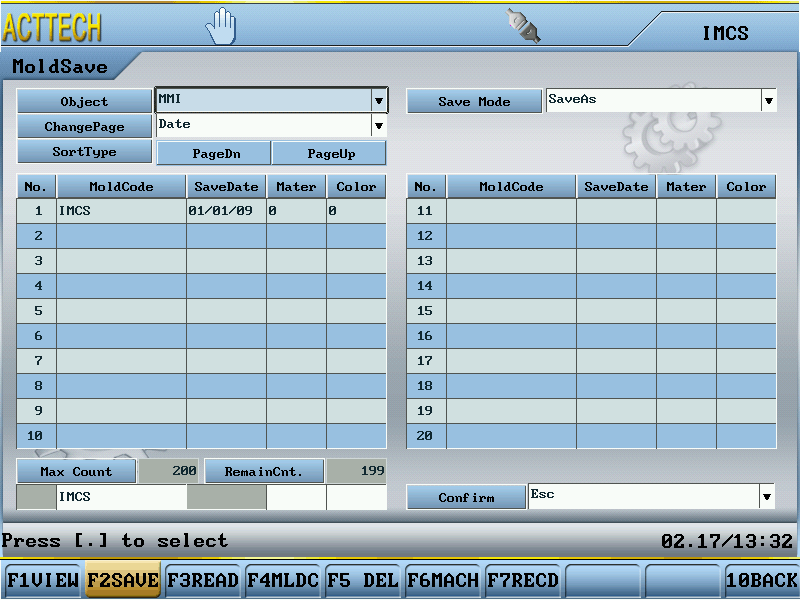 ACTTECH
IMCS
MoldSave
Object MMI Save Mode SaveAs
ChangePage Date
SortType PageDn PageUp
No. MoldCode SaveDate Mater Color No. MoldCode SaveDate Mater Color
1 IMCS 01/01/09 0 0 11
2 12
3 13
4 14
5 15
6 16
7 17
8 18
9 19
10 20
Max Count 200 RemainCnt. 199
IMCS Confirm Esc
Press [.] to select 02.17/13:32
F1VIEW F2SAVE F3READ F4MLDC F5 DEL F6MACH F7RECD 10BACK